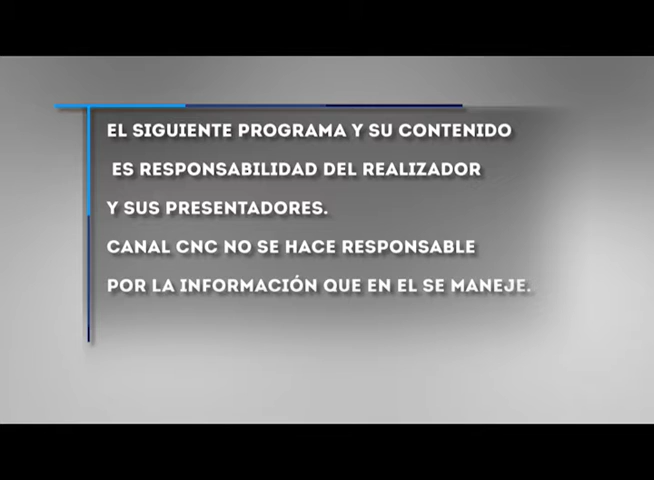 EL SIGUIENTE PROGRAMA Y SU CONTENIDO
ES RESPONSABILIDAD DEL REALIZADOR
Y SUS PRESENTADORES.
CANAL CNC NO SE HACE RESPONSABLE
POR LA INFORMACIÓN QUE EN EL SE MANEJE.